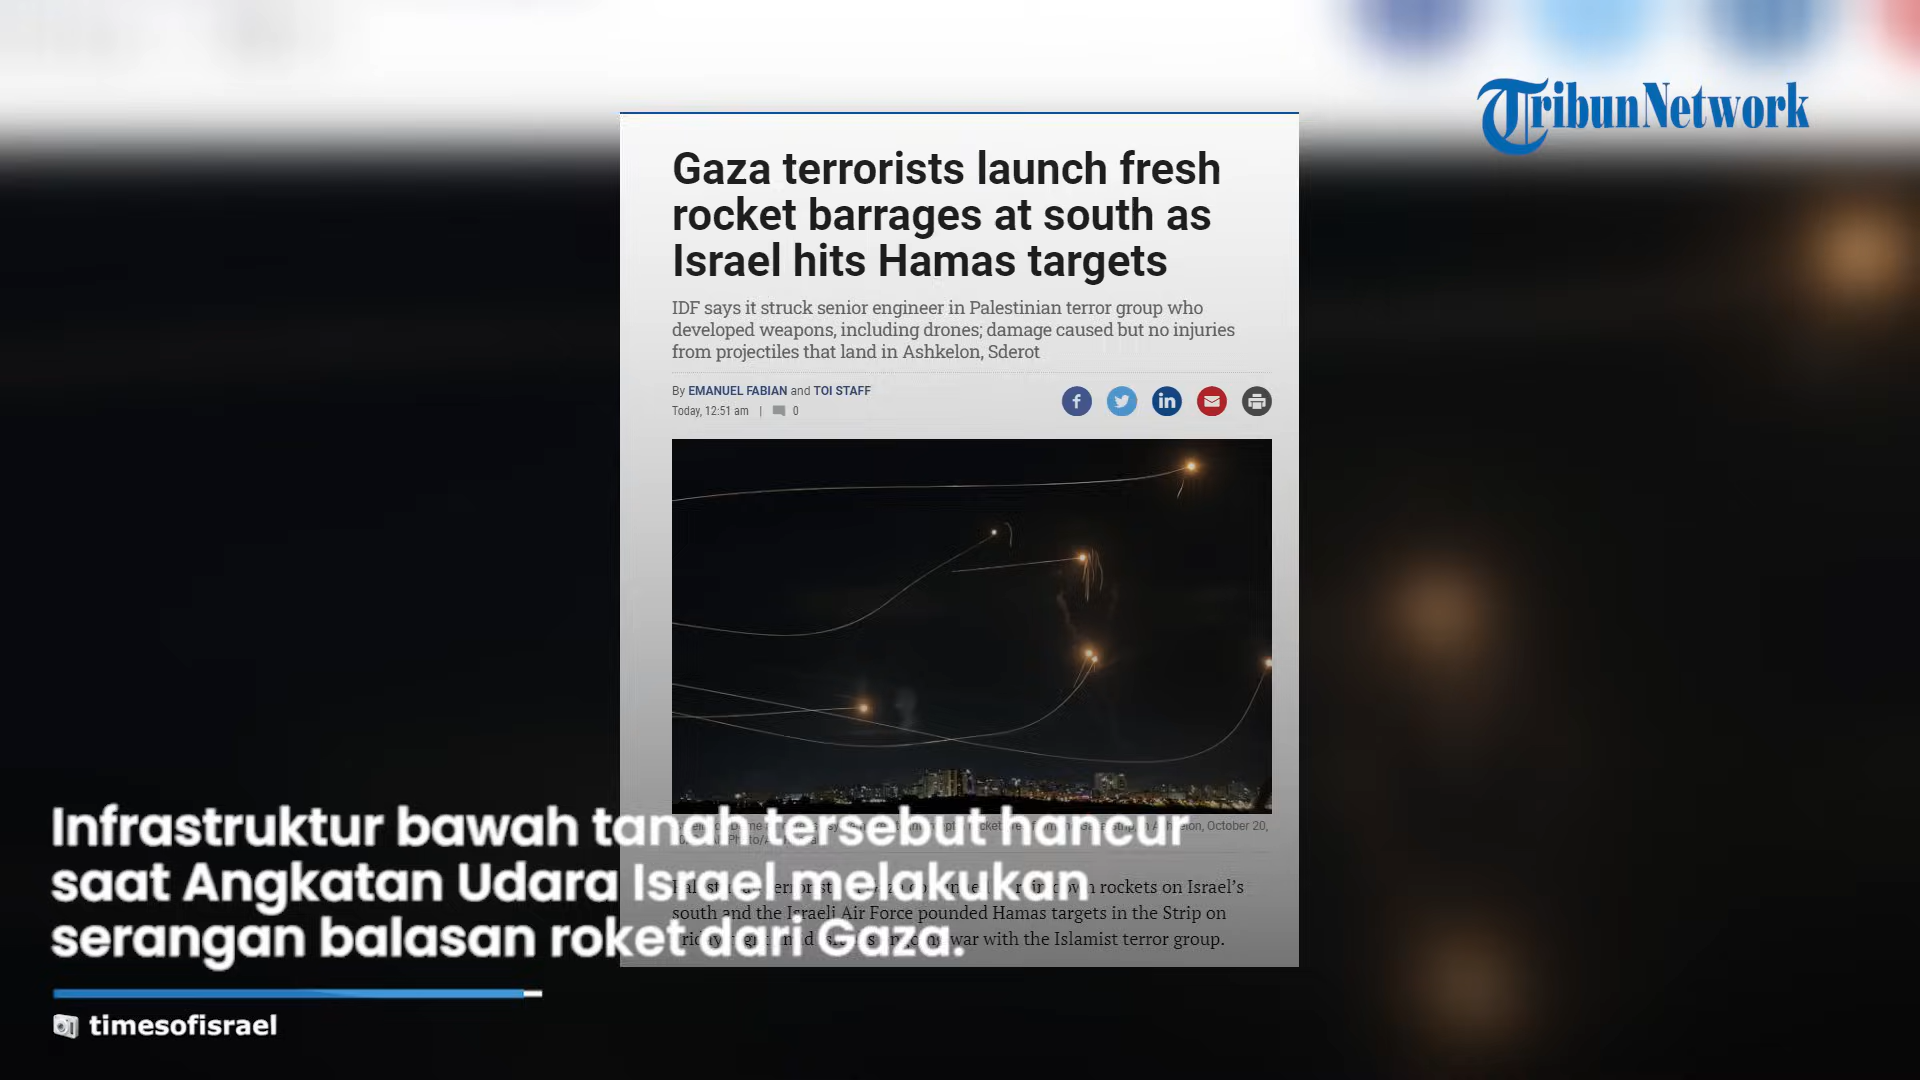 TribunNetwork
Gaza terrorists launch fresh
rocket barrages at south as
Israel hits Hamas targets
IDF says it struck senior engineer in Palestinian terror group who
developed weapons, including drones; damage caused but no injuries
from projectiles that land in Ashkelon, Sderot
By EMANUEL FABIAN and TOI STAFF
Today, 12:51 am | 0
October 20,
rockets on Israel's
south and the Israeli Air Force pounded Hamas targets in the Strip on
war with the Islamist terror group.
Infrastruktur bawah tanah tersebut hancur
saat Angkatan Udara Israel melakukan
serangan balasan roket dari Gaza.
timesofisrael